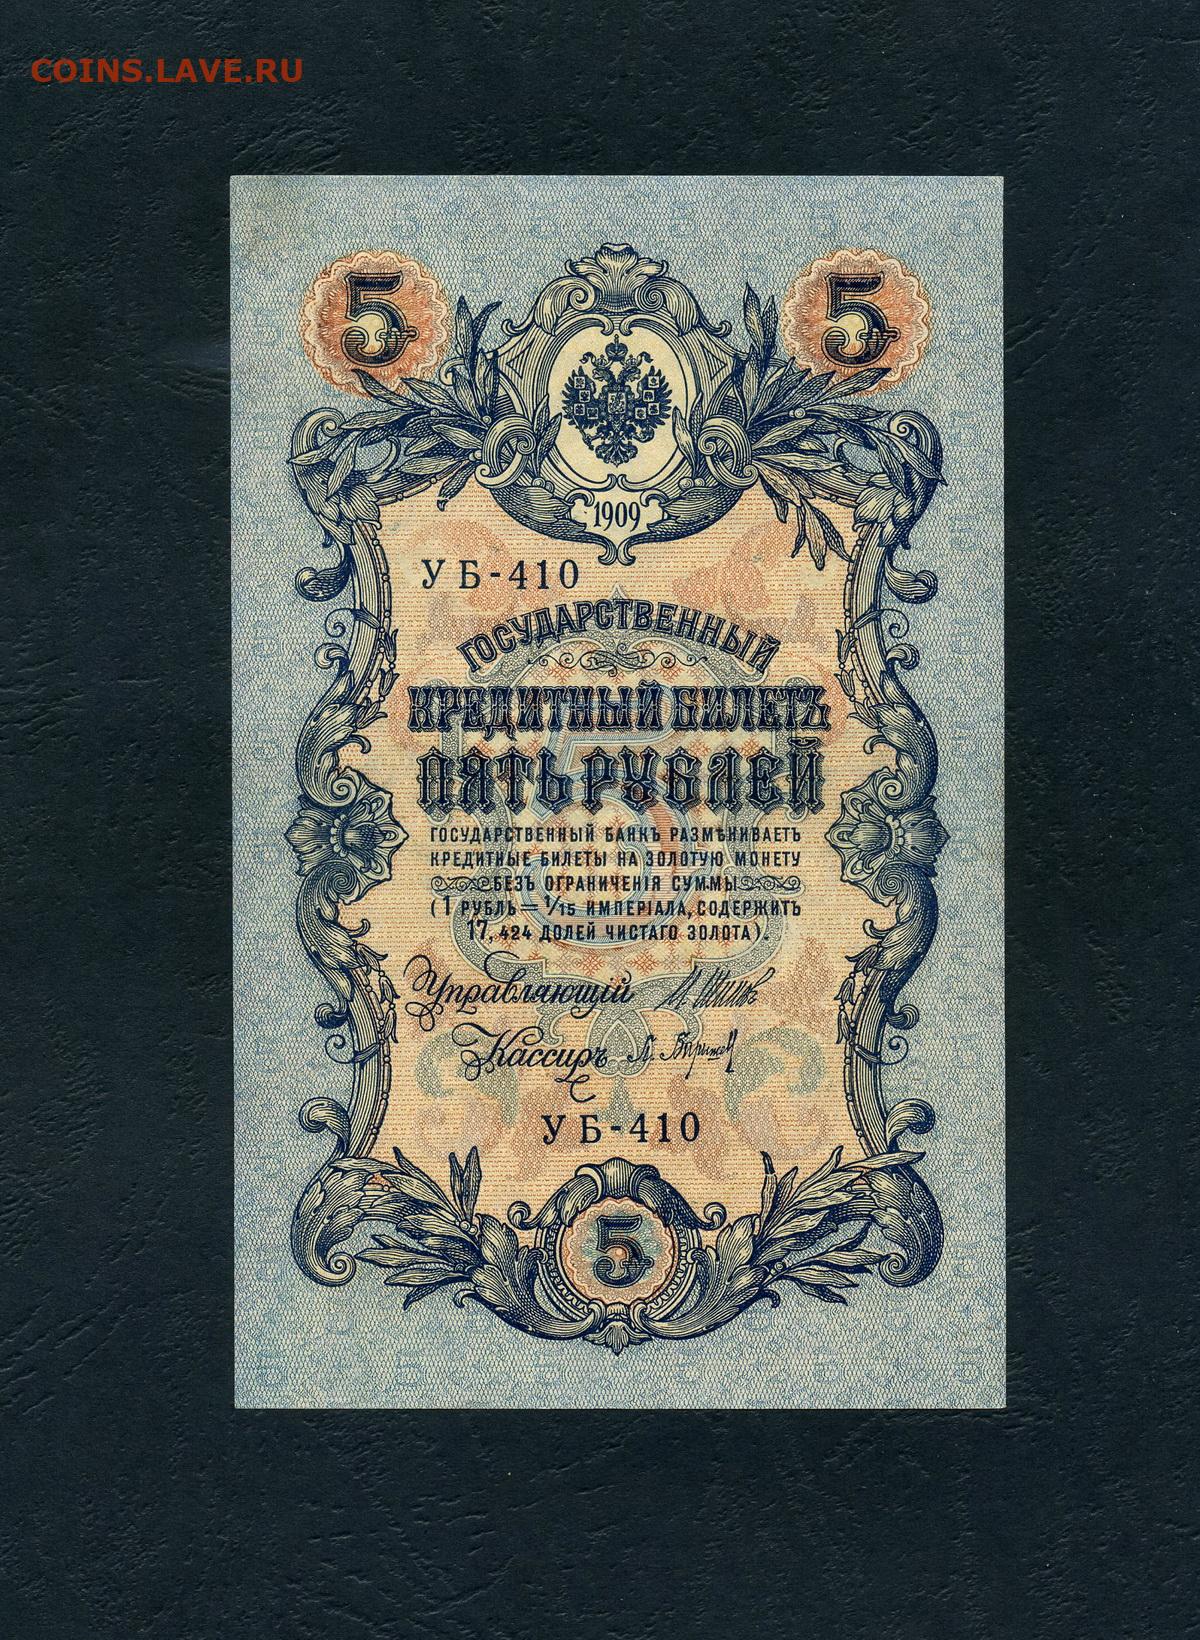 COINS.LAVE.RU
5 5
1909
УБ-410
ГОСУДАРСТВЕННЫЙ
КРЕДИТНЫЙ БИЛЕТЪ
ПЯТЬ РУБЛЕЙ
ГОСУДАРСТВЕННЫЙ БАНКЪ РАЗМѢНИВАЕТЪ
КРЕДИТНЫЕ БИЛЕТЫ НА ЗОЛОТУЮ МОНЕТУ
БЕЗЪ ОГРАНИЧЕНІЯ СУММЫ
(1 РУБЛЬ = 1/15 ИМПЕРІАЛА, СОДЕРЖИТЪ
17,424 ДОЛЕЙ ЧИСТАГО ЗОЛОТА).
Управляющій И. Шиповъ
Кассиръ
УБ-410
5